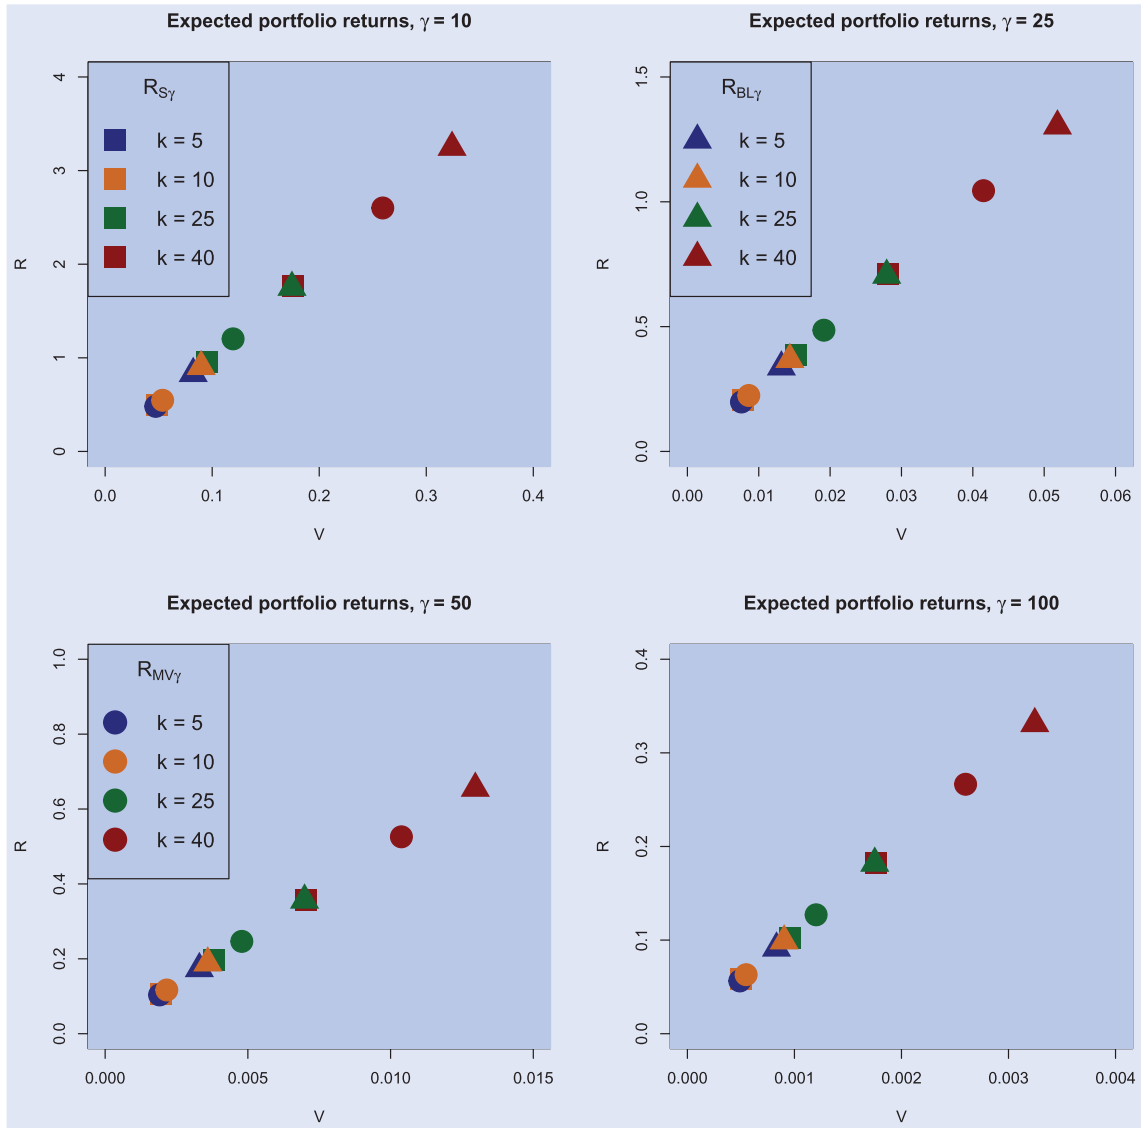 Expected portfolio returns, γ = 10
R_Sγ
k = 5
k = 10
k = 25
k = 40
R
0 1 2 3 4
0.0 0.1 0.2 0.3 0.4
V
Expected portfolio returns, γ = 25
R_BLγ
k = 5
k = 10
k = 25
k = 40
R
0.0 0.5 1.0 1.5
0.00 0.01 0.02 0.03 0.04 0.05 0.06
V
Expected portfolio returns, γ = 50
R_MVγ
k = 5
k = 10
k = 25
k = 40
R
0.0 0.2 0.4 0.6 0.8 1.0
0.000 0.005 0.010 0.015
V
Expected portfolio returns, γ = 100
R
0.0 0.1 0.2 0.3 0.4
0.000 0.001 0.002 0.003 0.004
V